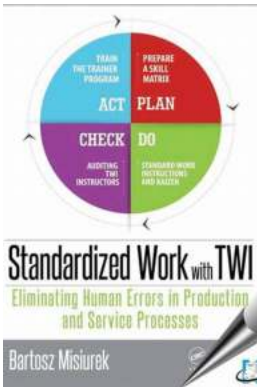 TRAIN
THE TRAINER
PROGRAM
PREPARE
A SKILL
MATRIX
ACT PLAN
CHECK DO
AUDITING
TWI
INSTRUCTORS
STANDARD WORK
INSTRUCTIONS
AND KAIZEN
Standardized Work with TWI
Eliminating Human Errors in Production
and Service Processes
Bartosz Misiurek